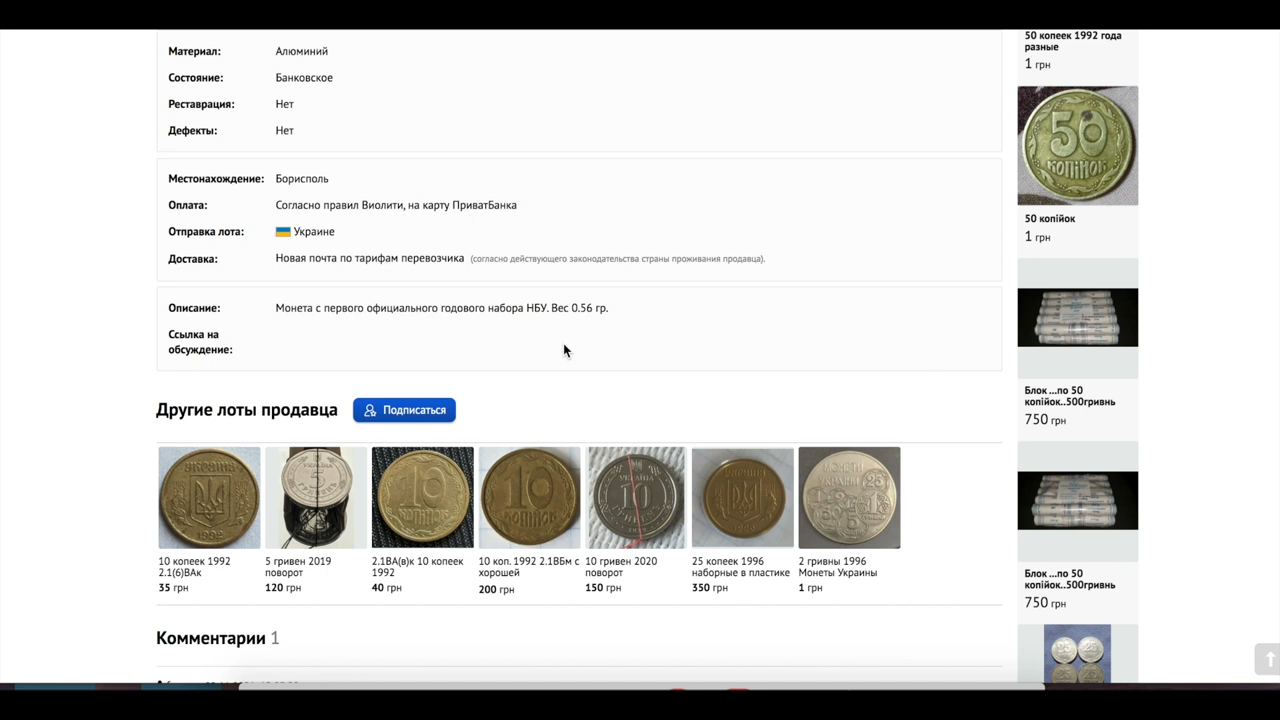 Материал: Алюминий
Состояние: Банковское
Реставрация: Нет
Дефекты: Нет
Местонахождение: Борисполь
Оплата: Согласно правил Виолити, на карту ПриватБанка
Отправка лота: Украине
Доставка: Новая почта по тарифам перевозчика (согласно действующего законодательства страны проживания продавца).
Описание: Монета с первого официального годового набора НБУ. Вес 0.56 гр.
Ссылка на
обсуждение:
Другие лоты продавца Подписаться
10 копеек 1992
2.1(6)ВАк
35 грн
5 гривен 2019
поворот
120 грн
2.1ВА(в)к 10 копеек
1992
40 грн
10 коп. 1992 2.1ВБм с
хорошей
200 грн
10 гривен 2020
поворот
150 грн
25 копеек 1996
наборные в пластике
350 грн
2 гривны 1996
Монеты Украины
1 грн
Комментарии 1
50 копеек 1992 года
разные
1 грн
50
КОПІЙОК
50 копійок
1 грн
Блок ...по 50
копійок..500гривнь
750 грн
Блок ...по 50
копійок..500гривнь
750 грн